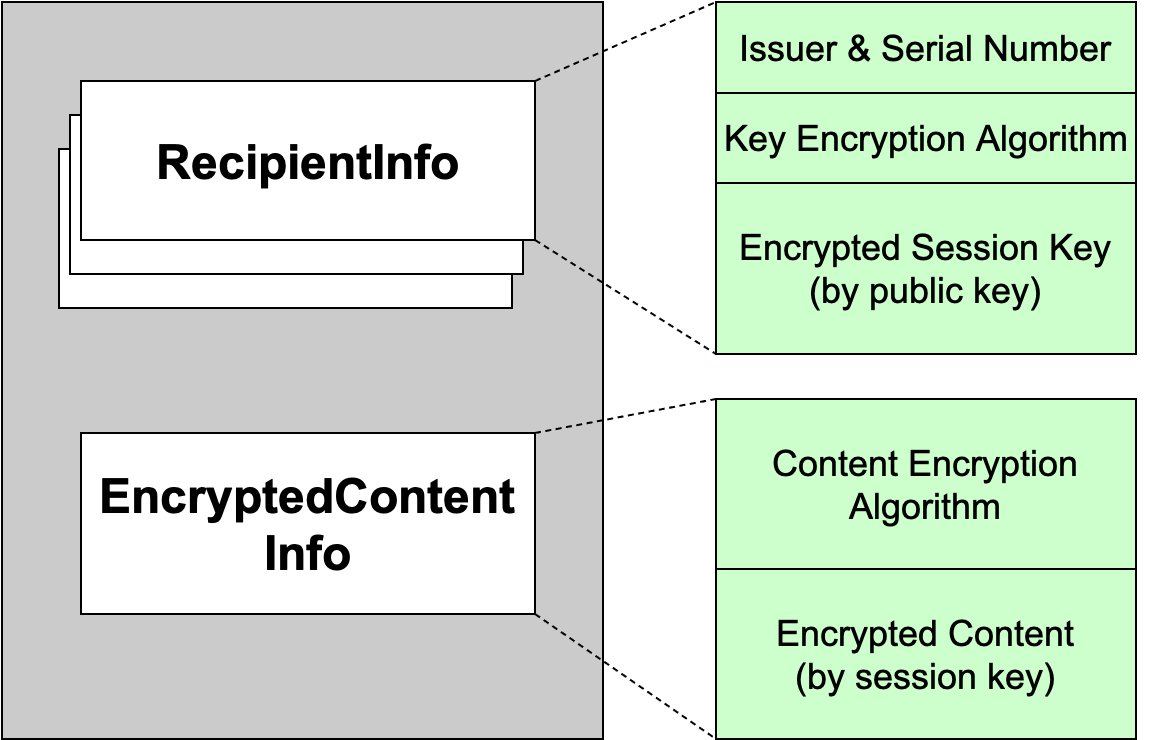 RecipientInfo
Issuer & Serial Number
Key Encryption Algorithm
Encrypted Session Key
(by public key)
EncryptedContent
Info
Content Encryption
Algorithm
Encrypted Content
(by session key)